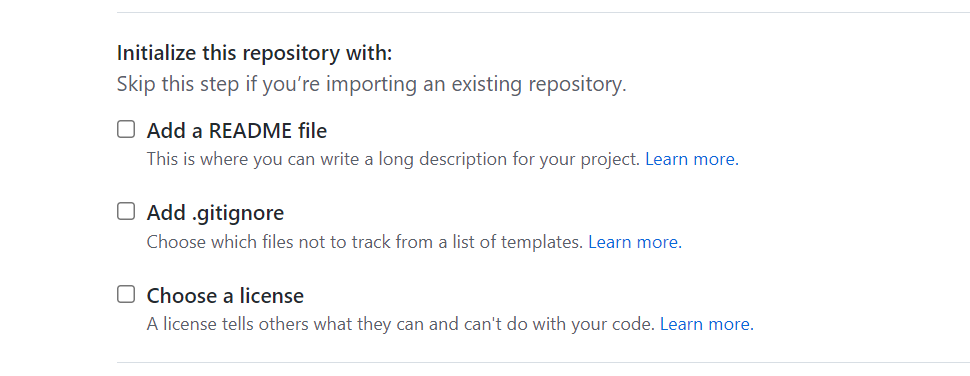 Initialize this repository with:
Skip this step if you’re importing an existing repository.
Add a README file
This is where you can write a long description for your project. Learn more.
Add .gitignore
Choose which files not to track from a list of templates. Learn more.
Choose a license
A license tells others what they can and can't do with your code. Learn more.